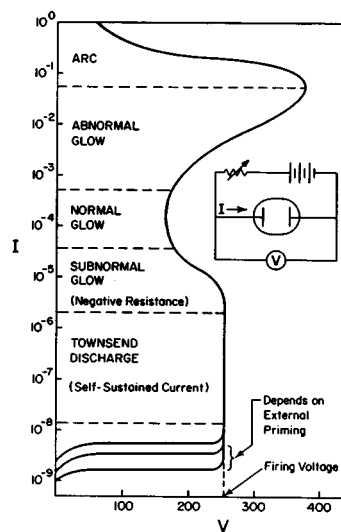 10⁰
ARC
10⁻¹
ABNORMAL
GLOW
10⁻²
10⁻³
NORMAL
GLOW
10⁻⁴
I
SUBNORMAL
GLOW
10⁻⁵
(Negative Resistance)
10⁻⁶
TOWNSEND
DISCHARGE
10⁻⁷
(Self-Sustained Current)
10⁻⁸
10⁻⁹
I
V
Depends on
External
Priming
Firing Voltage
0 100 200 300 400
V